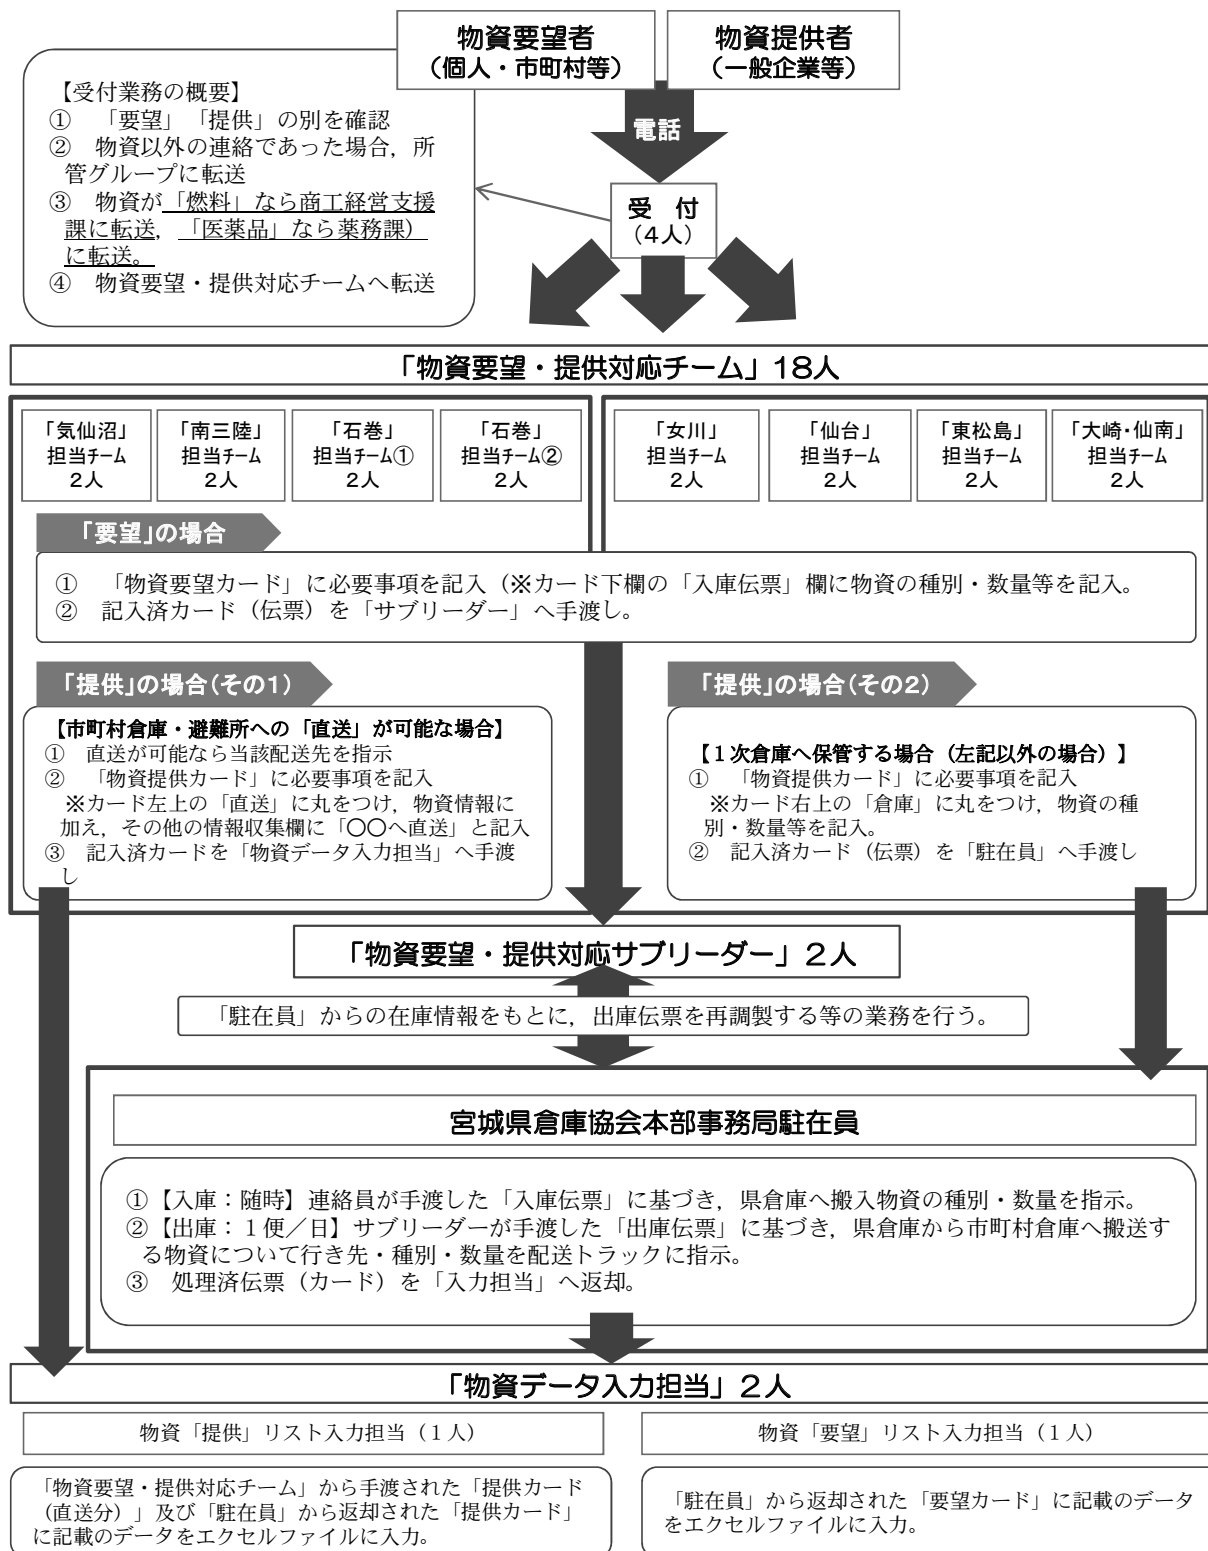 物資要望者
（個人・市町村等）
物資提供者
（一般企業等）
電話
受　付
（４人）
【受付業務の概要】
①　「要望」「提供」の別を確認
②　物資以外の連絡であった場合，所
管グループに転送
③　物資が「燃料」なら商工経営支援
課に転送，「医薬品」なら薬務課）
に転送。
④　物資要望・提供対応チームへ転送
「物資要望・提供対応チーム」18人
「気仙沼」
担当チーム
２人
「南三陸」
担当チーム
２人
「石巻」
担当チーム①
２人
「石巻」
担当チーム②
２人
「女川」
担当チーム
２人
「仙台」
担当チーム
２人
「東松島」
担当チーム
２人
「大崎・仙南」
担当チーム
２人
「要望」の場合
①　「物資要望カード」に必要事項を記入（※カード下欄の「入庫伝票」欄に物資の種別・数量等を記入。
②　記入済カード（伝票）を「サブリーダー」へ手渡し。
「提供」の場合（その１）
【市町村倉庫・避難所への「直送」が可能な場合】
①　直送が可能なら当該配送先を指示
②　「物資提供カード」に必要事項を記入
※カード左上の「直送」に丸をつけ，物資情報に
加え，その他の情報収集欄に「〇〇へ直送」と記入
③　記入済カードを「物資データ入力担当」へ手渡
し
「提供」の場合（その２）
【１次倉庫へ保管する場合（左記以外の場合）】
①　「物資提供カード」に必要事項を記入
※カード右上の「倉庫」に丸をつけ，物資の種
別・数量等を記入。
②　記入済カード（伝票）を「駐在員」へ手渡し
「物資要望・提供対応サブリーダー」２人
「駐在員」からの在庫情報をもとに，出庫伝票を再調製する等の業務を行う。
宮城県倉庫協会本部事務局駐在員
①【入庫：随時】連絡員が手渡した「入庫伝票」に基づき，県倉庫へ搬入物資の種別・数量を指示。
②【出庫：１便／日】サブリーダーが手渡した「出庫伝票」に基づき，県倉庫から市町村倉庫へ搬送す
る物資について行き先・種別・数量を配送トラックに指示。
③　処理済伝票（カード）を「入力担当」へ返却。
「物資データ入力担当」２人
物資「提供」リスト入力担当（１人）
「物資要望・提供対応チーム」から手渡された「提供カード
（直送分）」及び「駐在員」から返却された「提供カード」
に記載のデータをエクセルファイルに入力。
物資「要望」リスト入力担当（１人）
「駐在員」から返却された「要望カード」に記載のデータ
をエクセルファイルに入力。